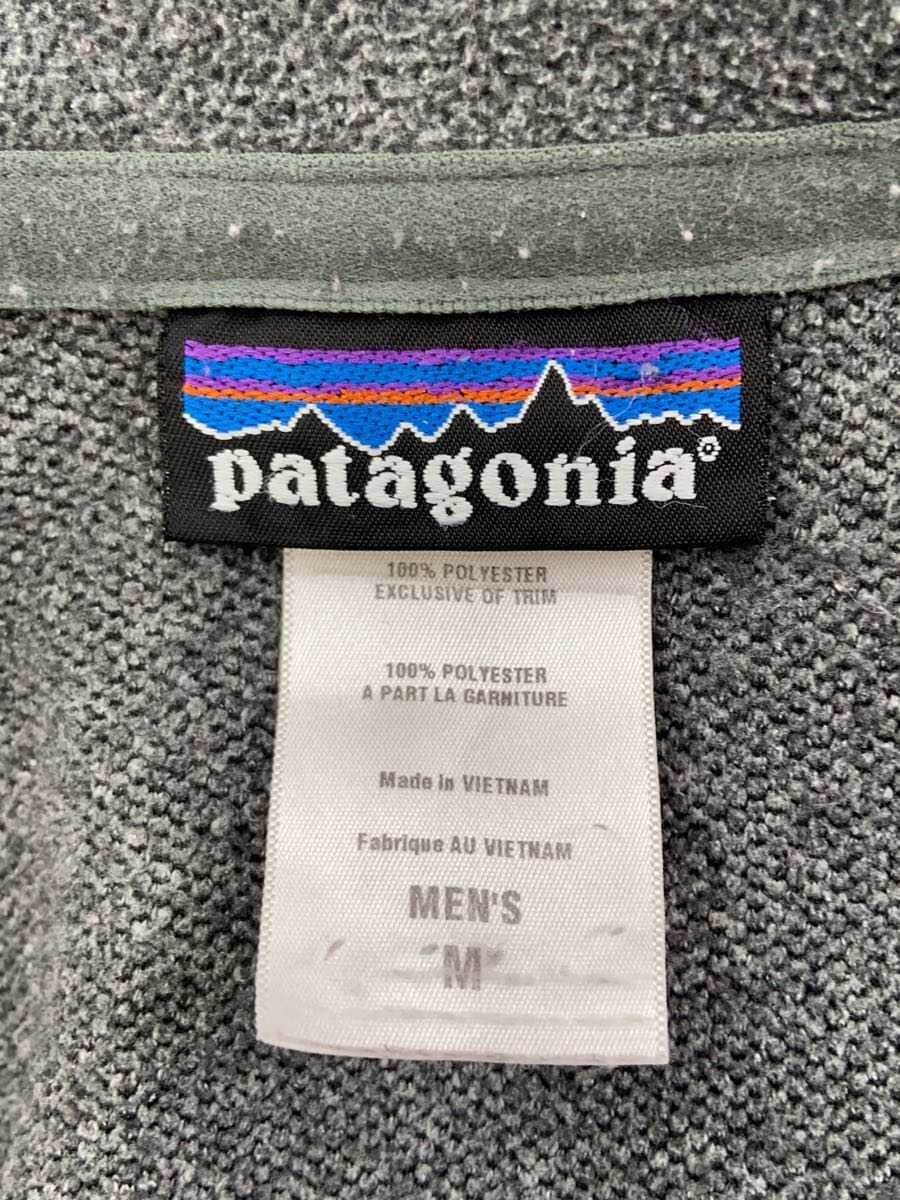 patagonia®
100% POLYESTER
EXCLUSIVE OF TRIM
100% POLYESTER
A PART LA GARNITURE
Made in VIETNAM
Fabrique AU VIETNAM
MEN'S
M